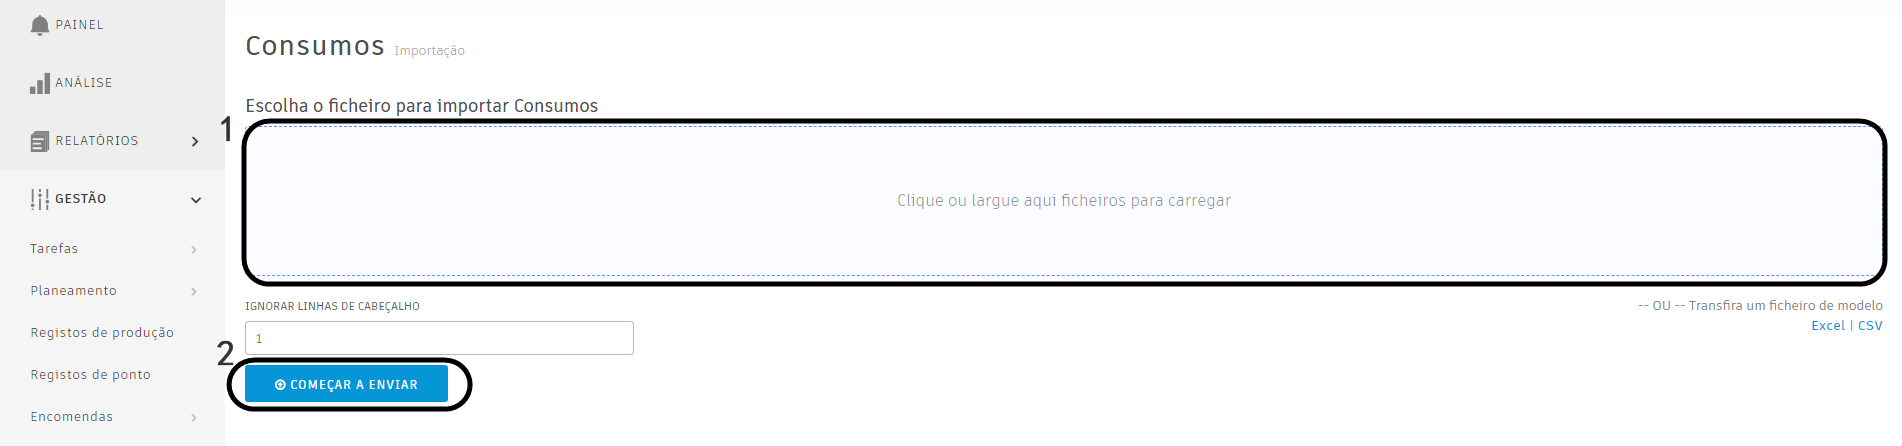 PAINEL
ANÁLISE
RELATÓRIOS
GESTÃO
Tarefas
Planeamento
Registos de produção
Registos de ponto
Encomendas
Consumos Importação
Escolha o ficheiro para importar Consumos
1
Clique ou largue aqui ficheiros para carregar
IGNORAR LINHAS DE CABEÇALHO
1
-- OU -- Transfira um ficheiro de modelo
Excel | CSV
2
COMEÇAR A ENVIAR